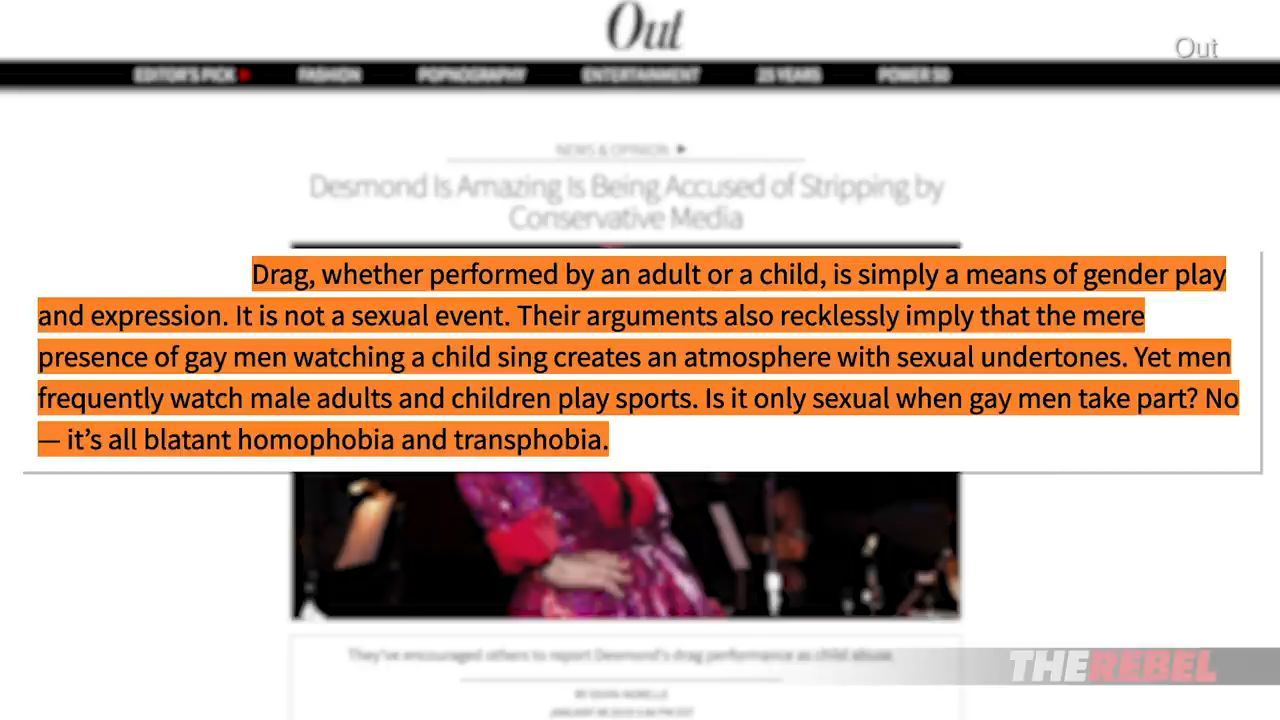 Out
Out
EDITOR'S PICK
FASHION
POPNOGRAPHY
ENTERTAINMENT
25 YEARS
POWER 50
NEWS & OPINION
Desmond Is Amazing Is Being Accused of Stripping by
Conservative Media
Drag, whether performed by an adult or a child, is simply a means of gender play
and expression. It is not a sexual event. Their arguments also recklessly imply that the mere
presence of gay men watching a child sing creates an atmosphere with sexual undertones. Yet men
frequently watch male adults and children play sports. Is it only sexual when gay men take part? No
— it’s all blatant homophobia and transphobia.
They've encouraged others to report Desmond's drag performance as child abuse.
THEREBEL